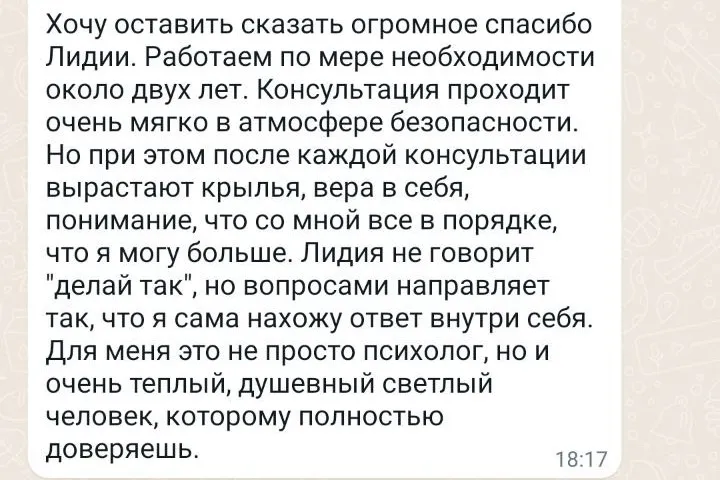 Хочу оставить сказать огромное спасибо
Лидии. Работаем по мере необходимости
около двух лет. Консультация проходит
очень мягко в атмосфере безопасности.
Но при этом после каждой консультации
вырастают крылья, вера в себя,
понимание, что со мной все в порядке,
что я могу больше. Лидия не говорит
"делай так", но вопросами направляет
так, что я сама нахожу ответ внутри себя.
Для меня это не просто психолог, но и
очень теплый, душевный светлый
человек, которому полностью
доверяешь.
18:17